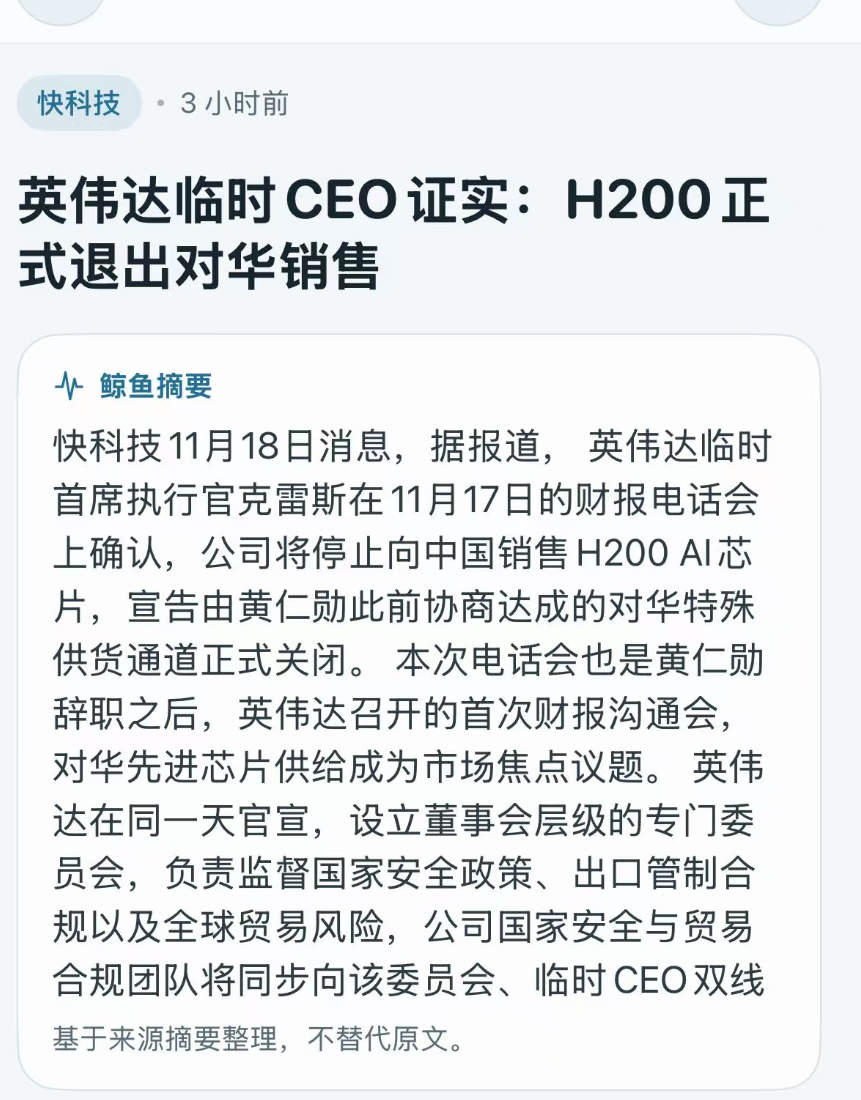 快科技 • 3 小时前
英伟达临时 CEO 证实：H200 正
式退出对华销售
鲸鱼摘要
快科技 11月18日消息，据报道， 英伟达临时
首席执行官克雷斯在 11月17日的财报电话会
上确认，公司将停止向中国销售 H200 AI 芯
片，宣告由黄仁勋此前协商达成的对华特殊
供货通道正式关闭。 本次电话会也是黄仁勋
辞职之后，英伟达召开的首次财报沟通会，
对华先进芯片供给成为市场焦点议题。 英伟
达在同一天官宣，设立董事会层级的专门委
员会，负责监督国家安全政策、出口管制合
规以及全球贸易风险，公司国家安全与贸易
合规团队将同步向该委员会、临时 CEO 双线
基于来源摘要整理，不替代原文。